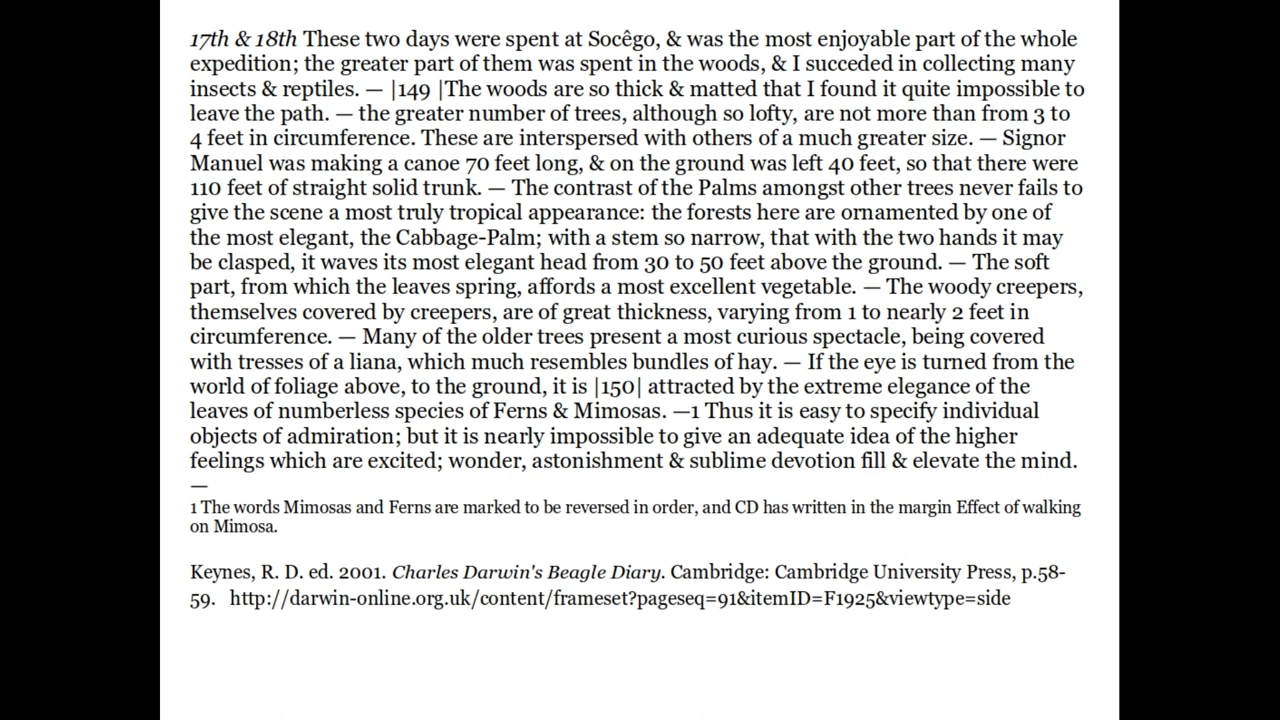 17th & 18th These two days were spent at Socêgo, & was the most enjoyable part of the whole
expedition; the greater part of them was spent in the woods, & I succeded in collecting many
insects & reptiles. — |149 |The woods are so thick & matted that I found it quite impossible to
leave the path. — the greater number of trees, although so lofty, are not more than from 3 to
4 feet in circumference. These are interspersed with others of a much greater size. — Signor
Manuel was making a canoe 70 feet long, & on the ground was left 40 feet, so that there were
110 feet of straight solid trunk. — The contrast of the Palms amongst other trees never fails to
give the scene a most truly tropical appearance: the forests here are ornamented by one of
the most elegant, the Cabbage-Palm; with a stem so narrow, that with the two hands it may
be clasped, it waves its most elegant head from 30 to 50 feet above the ground. — The soft
part, from which the leaves spring, affords a most excellent vegetable. — The woody creepers,
themselves covered by creepers, are of great thickness, varying from 1 to nearly 2 feet in
circumference. — Many of the older trees present a most curious spectacle, being covered
with tresses of a liana, which much resembles bundles of hay. — If the eye is turned from the
world of foliage above, to the ground, it is |150| attracted by the extreme elegance of the
leaves of numberless species of Ferns & Mimosas. —1 Thus it is easy to specify individual
objects of admiration; but it is nearly impossible to give an adequate idea of the higher
feelings which are excited; wonder, astonishment & sublime devotion fill & elevate the mind.
—
1 The words Mimosas and Ferns are marked to be reversed in order, and CD has written in the margin Effect of walking
on Mimosa.
Keynes, R. D. ed. 2001. Charles Darwin's Beagle Diary. Cambridge: Cambridge University Press, p.58-
59. http://darwin-online.org.uk/content/frameset?pageseq=91&itemID=F1925&viewtype=side